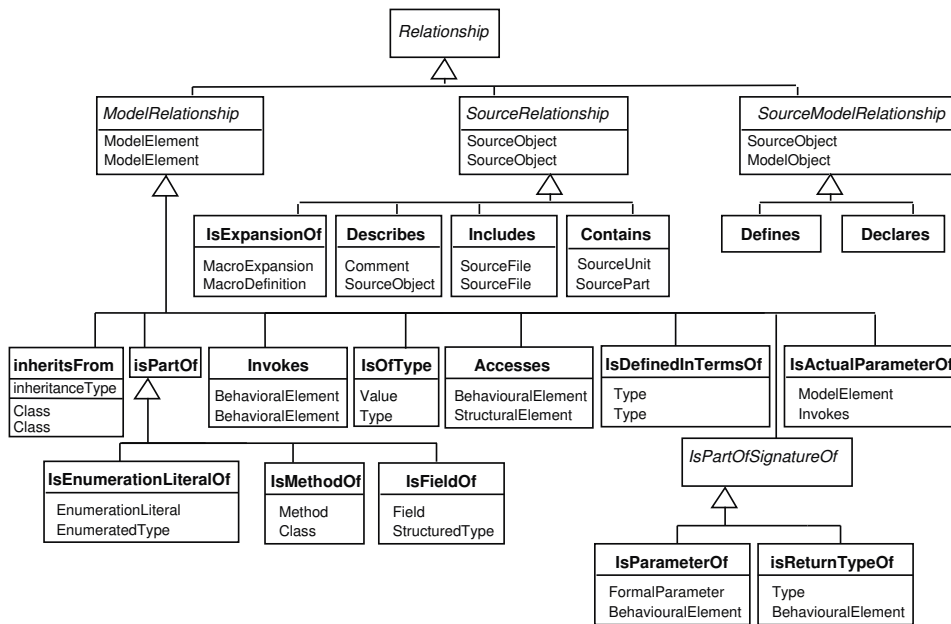 Relationship
ModelRelationship
ModelElement
ModelElement
SourceRelationship
SourceObject
SourceObject
SourceModelRelationship
SourceObject
ModelObject
IsExpansionOf
MacroExpansion
MacroDefinition
Describes
Comment
SourceObject
Includes
SourceFile
SourceFile
Contains
SourceUnit
SourcePart
Defines
Declares
inheritsFrom
inheritanceType
Class
Class
isPartOf
Invokes
BehavioralElement
BehavioralElement
IsOfType
Value
Type
Accesses
BehaviouralElement
StructuralElement
IsDefinedInTermsOf
Type
Type
IsActualParameterOf
ModelElement
Invokes
IsPartOfSignatureOf
IsEnumerationLiteralOf
EnumerationLiteral
EnumeratedType
IsMethodOf
Method
Class
IsFieldOf
Field
StructuredType
IsParameterOf
FormalParameter
BehaviouralElement
isReturnTypeOf
Type
BehaviouralElement